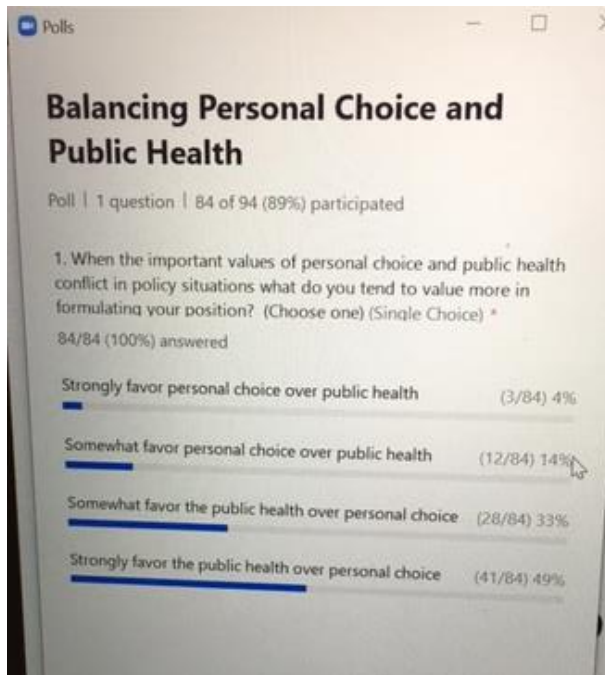 Polls
Balancing Personal Choice and
Public Health
Poll | 1 question | 84 of 94 (89%) participated
1. When the important values of personal choice and public health
conflict in policy situations what do you tend to value more in
formulating your position? (Choose one) (Single Choice) *
84/84 (100%) answered
Strongly favor personal choice over public health (3/84) 4%
Somewhat favor personal choice over public health (12/84) 14%
Somewhat favor the public health over personal choice (28/84) 33%
Strongly favor the public health over personal choice (41/84) 49%